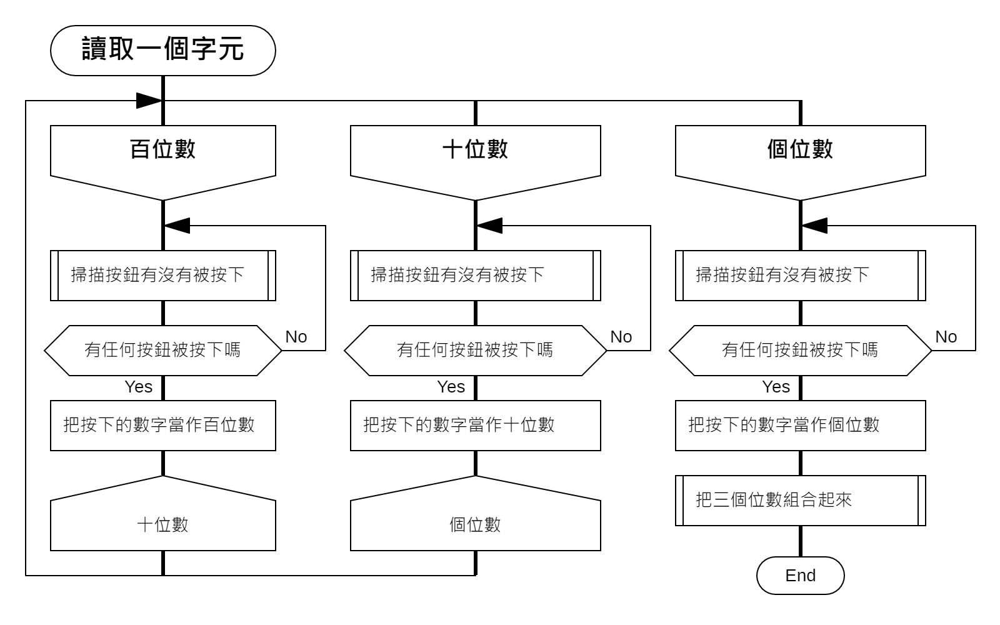 讀取一個字元
百位數
掃描按鈕有沒有被按下
有任何按鈕被按下嗎
No
Yes
把按下的數字當作百位數
十位數
十位數
掃描按鈕有沒有被按下
有任何按鈕被按下嗎
No
Yes
把按下的數字當作十位數
個位數
個位數
掃描按鈕有沒有被按下
有任何按鈕被按下嗎
No
Yes
把按下的數字當作個位數
把三個位數組合起來
End